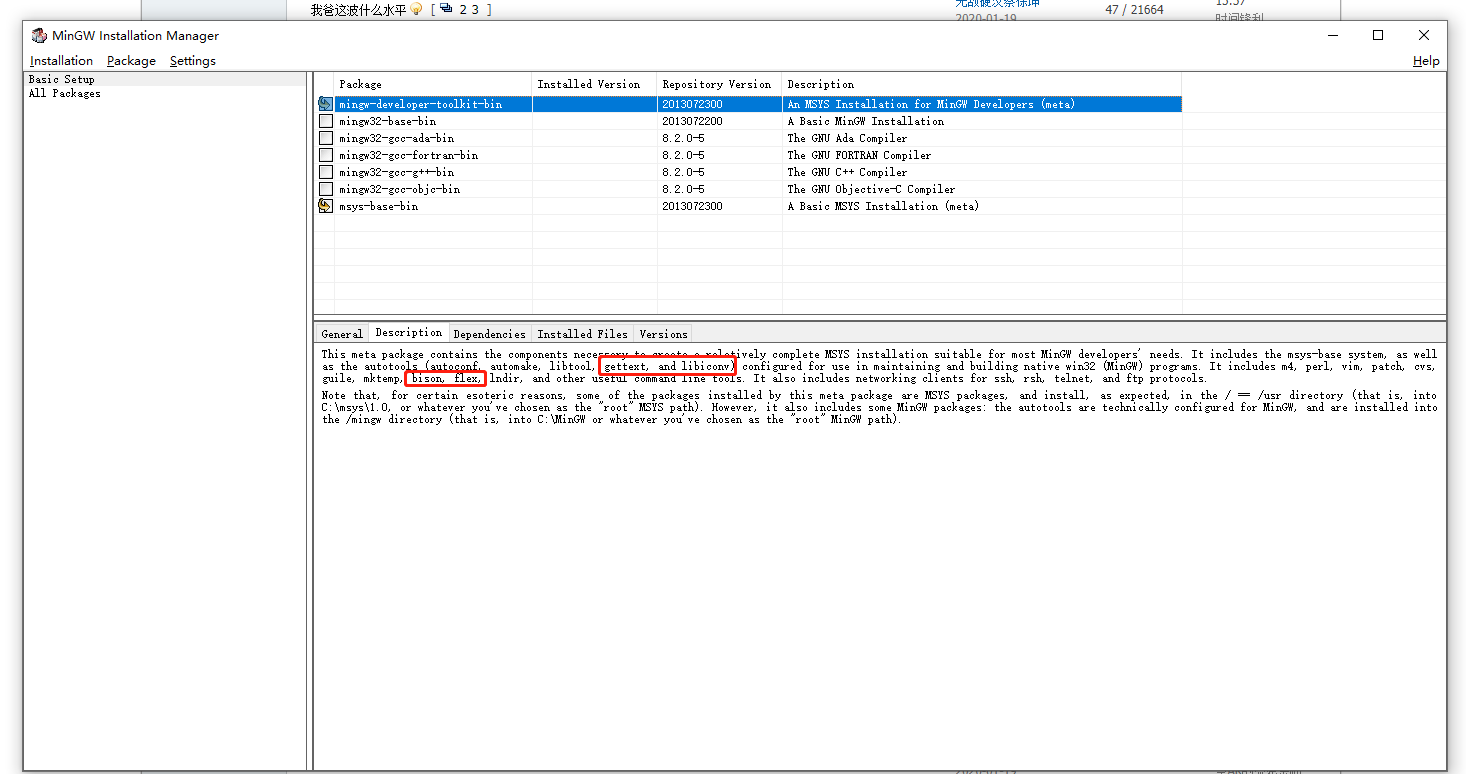 我爸这波什么水平 [ 2 3 ]
47 / 21664
2020-01-19
MinGW Installation Manager
Installation Package Settings Help
Basic Setup
All Packages
Package Installed Version Repository Version Description
mingw-developer-toolkit-bin 2013072300 An MSYS Installation for MinGW Developers (meta)
mingw32-base-bin 2013072200 A Basic MinGW Installation
mingw32-gcc-ada-bin 8.2.0-5 The GNU Ada Compiler
mingw32-gcc-fortran-bin 8.2.0-5 The GNU FORTRAN Compiler
mingw32-gcc-g++-bin 8.2.0-5 The GNU C++ Compiler
mingw32-gcc-objc-bin 8.2.0-5 The GNU Objective-C Compiler
msys-base-bin 2013072300 A Basic MSYS Installation (meta)
General Description Dependencies Installed Files Versions
This meta package contains the components necessary to create a relatively complete MSYS installation suitable for most MinGW developers' needs. It includes the msys-base system, as well
as the autotools (autoconf, automake, libtool, gettext, and libiconv) configured for use in maintaining and building native win32 (MinGW) programs. It includes m4, perl, vim, patch, cvs,
guile, mktemp, bison, flex, lndir, and other useful command line tools. It also includes networking clients for ssh, rsh, telnet, and ftp protocols.
Note that, for certain esoteric reasons, some of the packages installed by this meta package are MSYS packages, and install, as expected, in the / == /usr directory (that is, into
C:\msys\1.0, or whatever you've chosen as the "root" MSYS path). However, it also includes some MinGW packages: the autotools are technically configured for MinGW, and are installed into
the /mingw directory (that is, into C:\MinGW or whatever you've chosen as the "root" MinGW path).